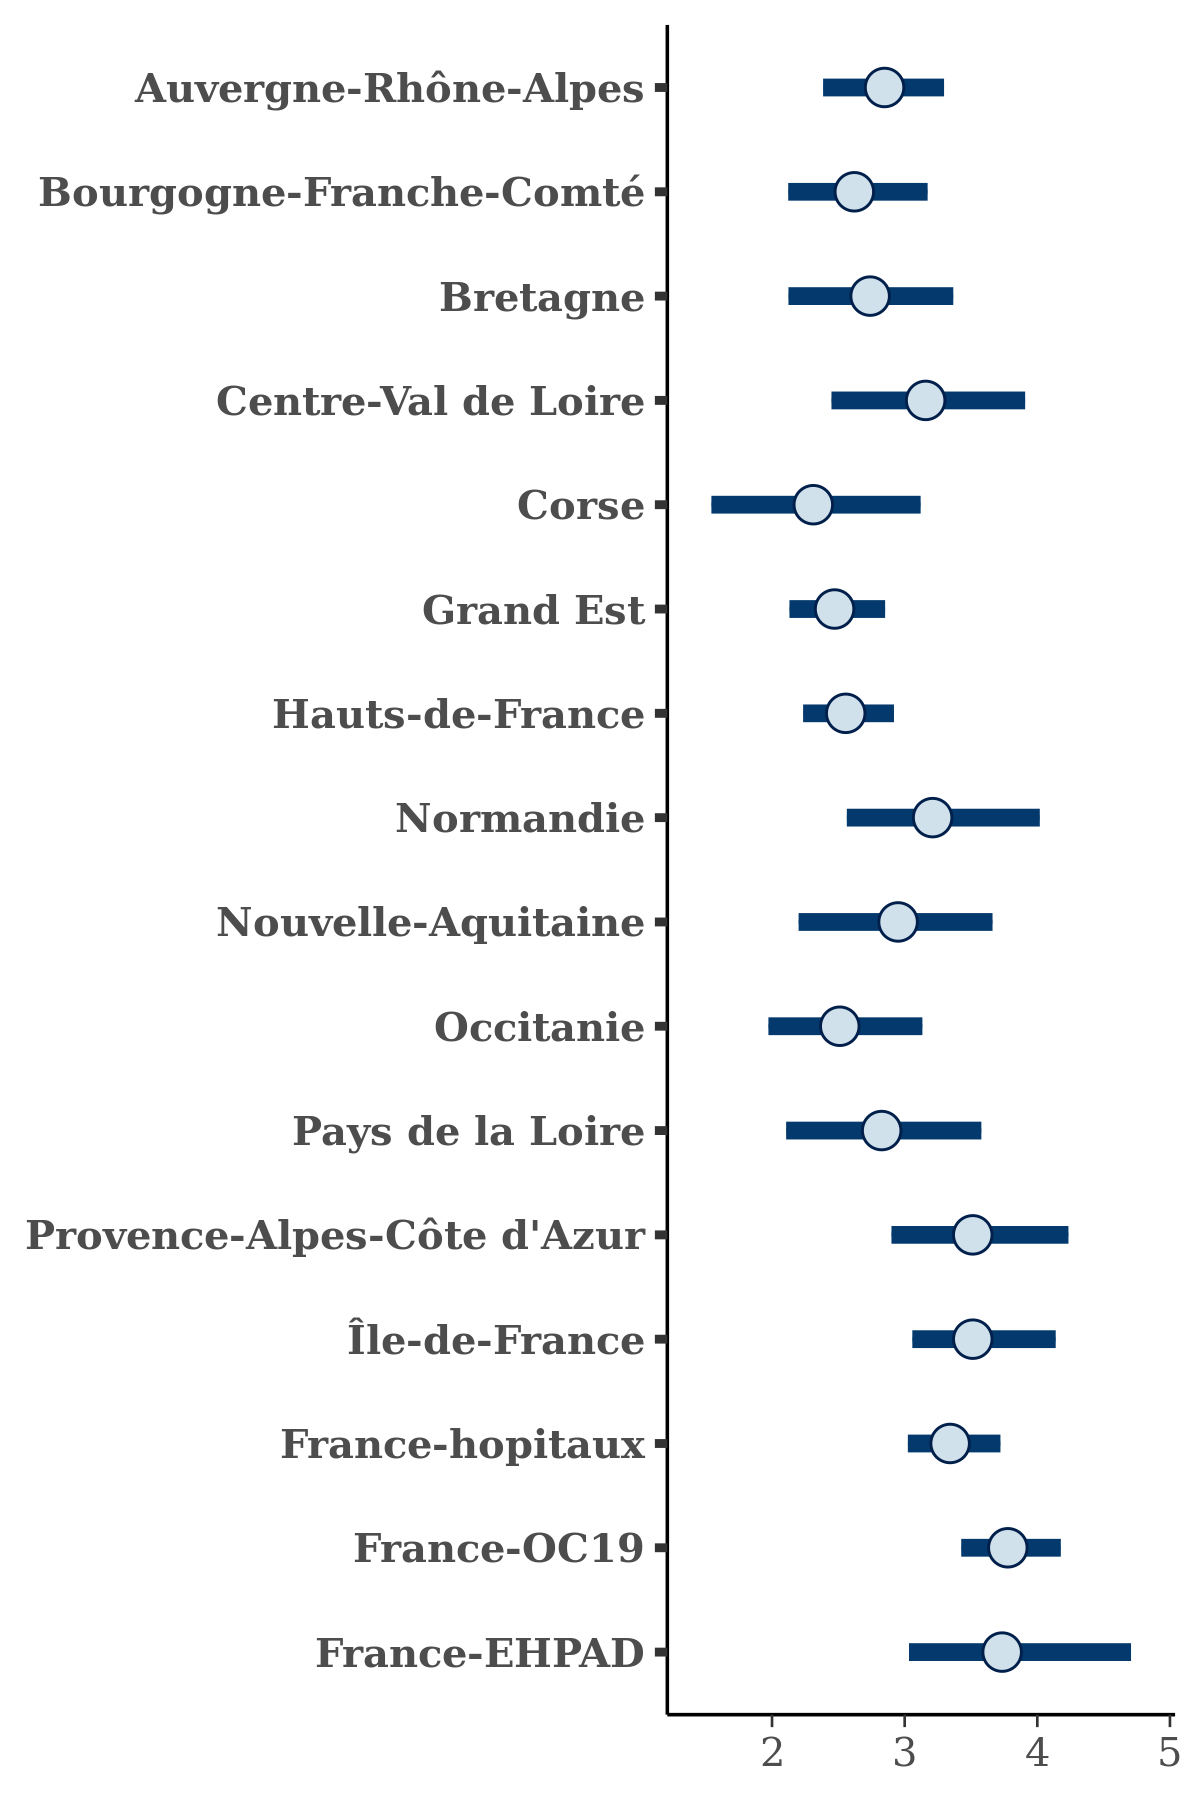 Auvergne-Rhône-Alpes
Bourgogne-Franche-Comté
Bretagne
Centre-Val de Loire
Corse
Grand Est
Hauts-de-France
Normandie
Nouvelle-Aquitaine
Occitanie
Pays de la Loire
Provence-Alpes-Côte d'Azur
Île-de-France
France-hopitaux
France-OC19
France-EHPAD
2 3 4 5